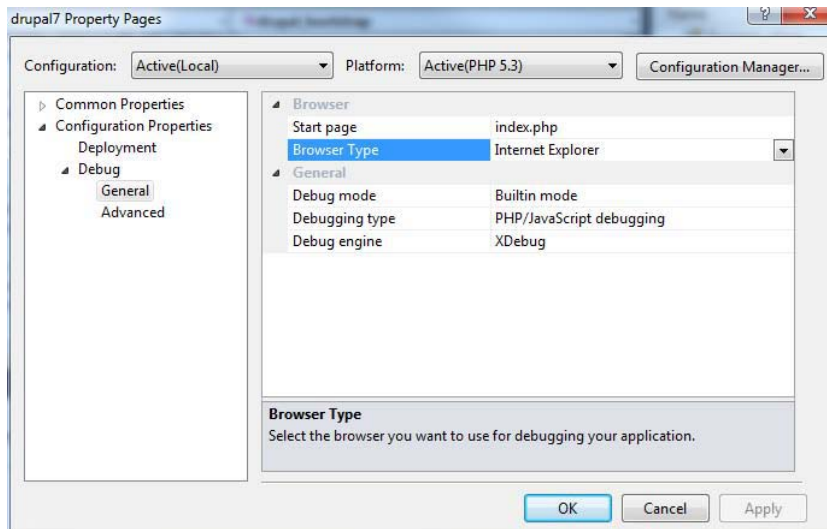 drupal7 Property Pages
Configuration: Active(Local) Platform: Active(PHP 5.3) Configuration Manager...
Common Properties
Configuration Properties
Deployment
Debug
General
Advanced
Browser
Start page index.php
Browser Type Internet Explorer
General
Debug mode Builtin mode
Debugging type PHP/JavaScript debugging
Debug engine XDebug
Browser Type
Select the browser you want to use for debugging your application.
OK Cancel Apply